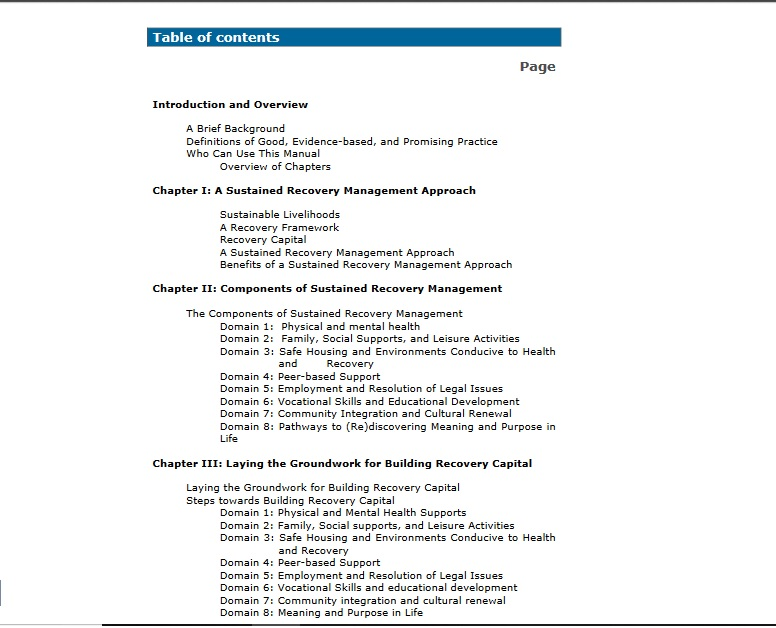 Table of contents
Page
Introduction and Overview
A Brief Background
Definitions of Good, Evidence-based, and Promising Practice
Who Can Use This Manual
Overview of Chapters
Chapter I: A Sustained Recovery Management Approach
Sustainable Livelihoods
A Recovery Framework
Recovery Capital
A Sustained Recovery Management Approach
Benefits of a Sustained Recovery Management Approach
Chapter II: Components of Sustained Recovery Management
The Components of Sustained Recovery Management
Domain 1: Physical and mental health
Domain 2: Family, Social Supports, and Leisure Activities
Domain 3: Safe Housing and Environments Conducive to Health
and Recovery
Domain 4: Peer-based Support
Domain 5: Employment and Resolution of Legal Issues
Domain 6: Vocational Skills and Educational Development
Domain 7: Community Integration and Cultural Renewal
Domain 8: Pathways to (Re)discovering Meaning and Purpose in
Life
Chapter III: Laying the Groundwork for Building Recovery Capital
Laying the Groundwork for Building Recovery Capital
Steps towards Building Recovery Capital
Domain 1: Physical and Mental Health Supports
Domain 2: Family, Social supports, and Leisure Activities
Domain 3: Safe Housing and Environments Conducive to Health
and Recovery
Domain 4: Peer-based Support
Domain 5: Employment and Resolution of Legal Issues
Domain 6: Vocational Skills and educational development
Domain 7: Community integration and cultural renewal
Domain 8: Meaning and Purpose in Life